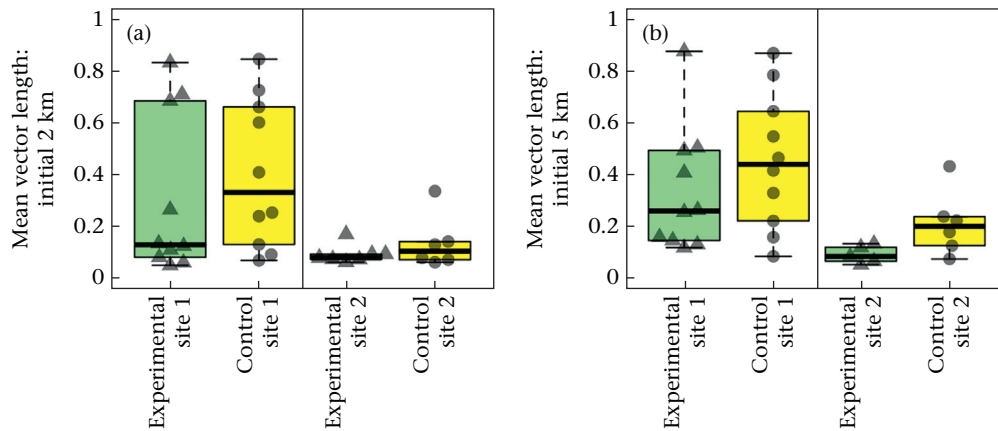 Mean vector length:
initial 2 km
1
0.8
0.6
0.4
0.2
0
(a)
Experimental
site 1
Control
site 1
Experimental
site 2
Control
site 2
Mean vector length:
initial 5 km
1
0.8
0.6
0.4
0.2
0
(b)
Experimental
site 1
Control
site 1
Experimental
site 2
Control
site 2